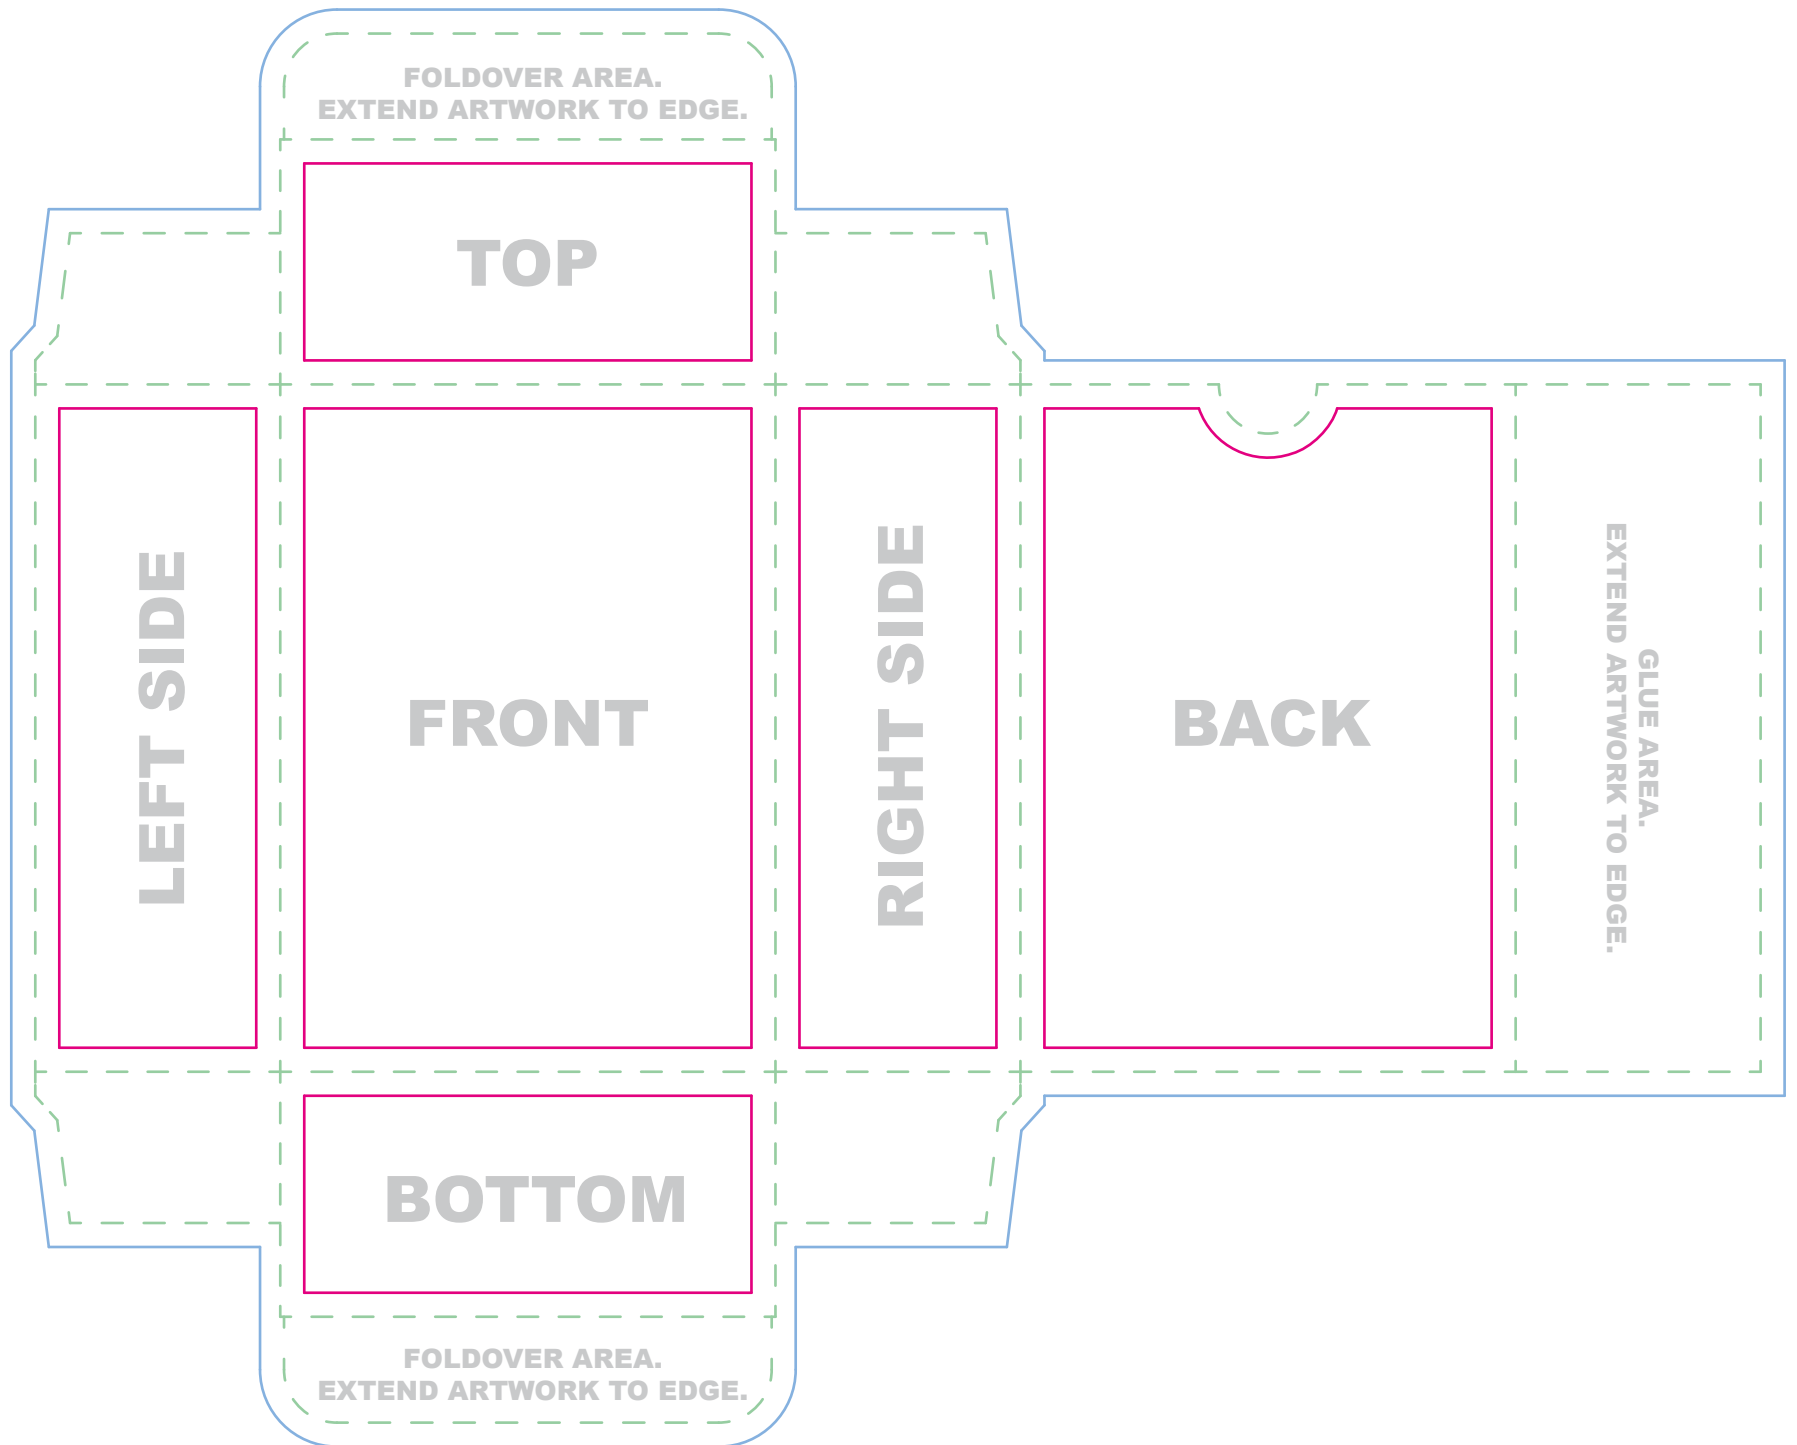 FOLDOVER AREA.
EXTEND ARTWORK TO EDGE.
TOP
LEFT SIDE
FRONT
RIGHT SIDE
BACK
GLUE AREA.
EXTEND ARTWORK TO EDGE.
BOTTOM
FOLDOVER AREA.
EXTEND ARTWORK TO EDGE.